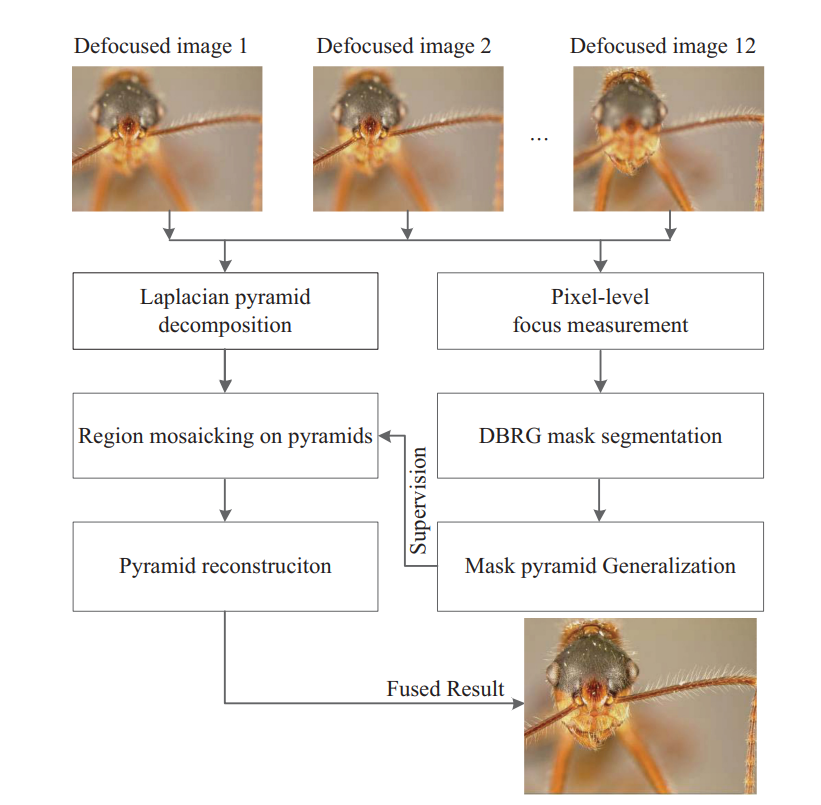 Defocused image 1
Defocused image 2
Defocused image 12
...
Laplacian pyramid
decomposition
Pixel-level
focus measurement
Region mosaicking on pyramids
DBRG mask segmentation
Supervision
Pyramid reconstruciton
Mask pyramid Generalization
Fused Result